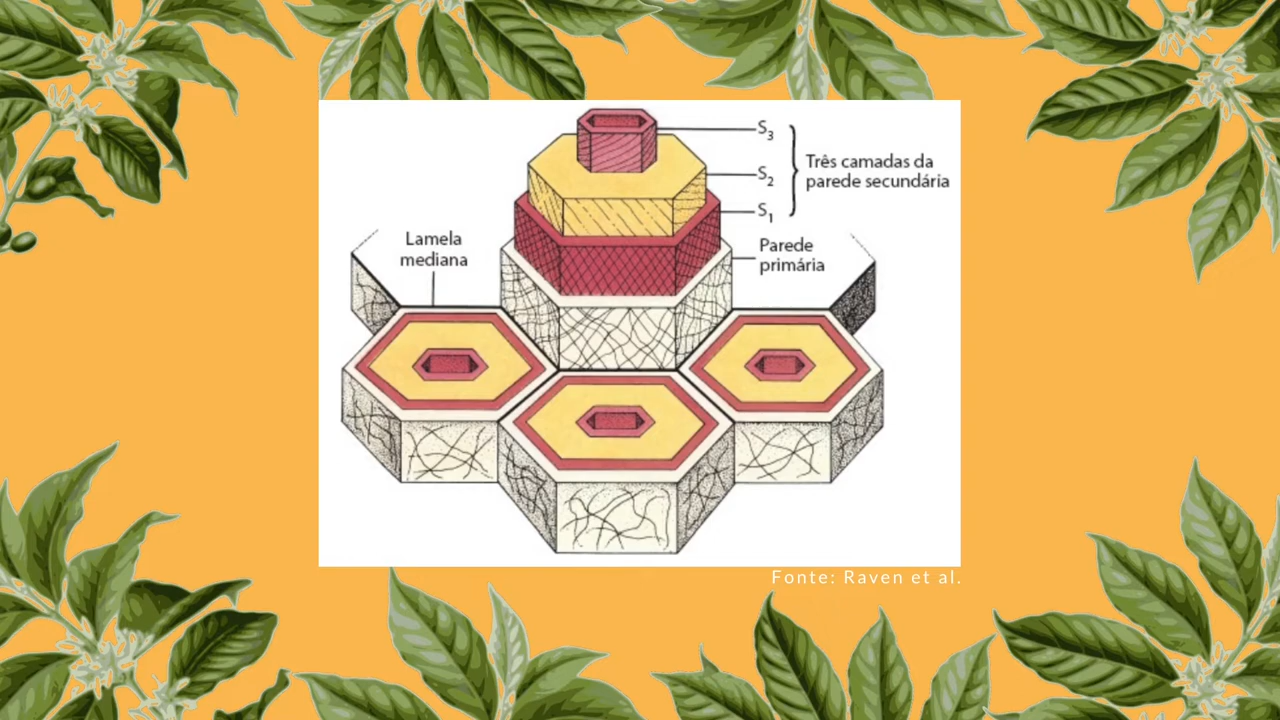 S3
S2
Três camadas da
parede secundária
S1
Lamela
mediana
Parede
primária
Fonte: Raven et al.